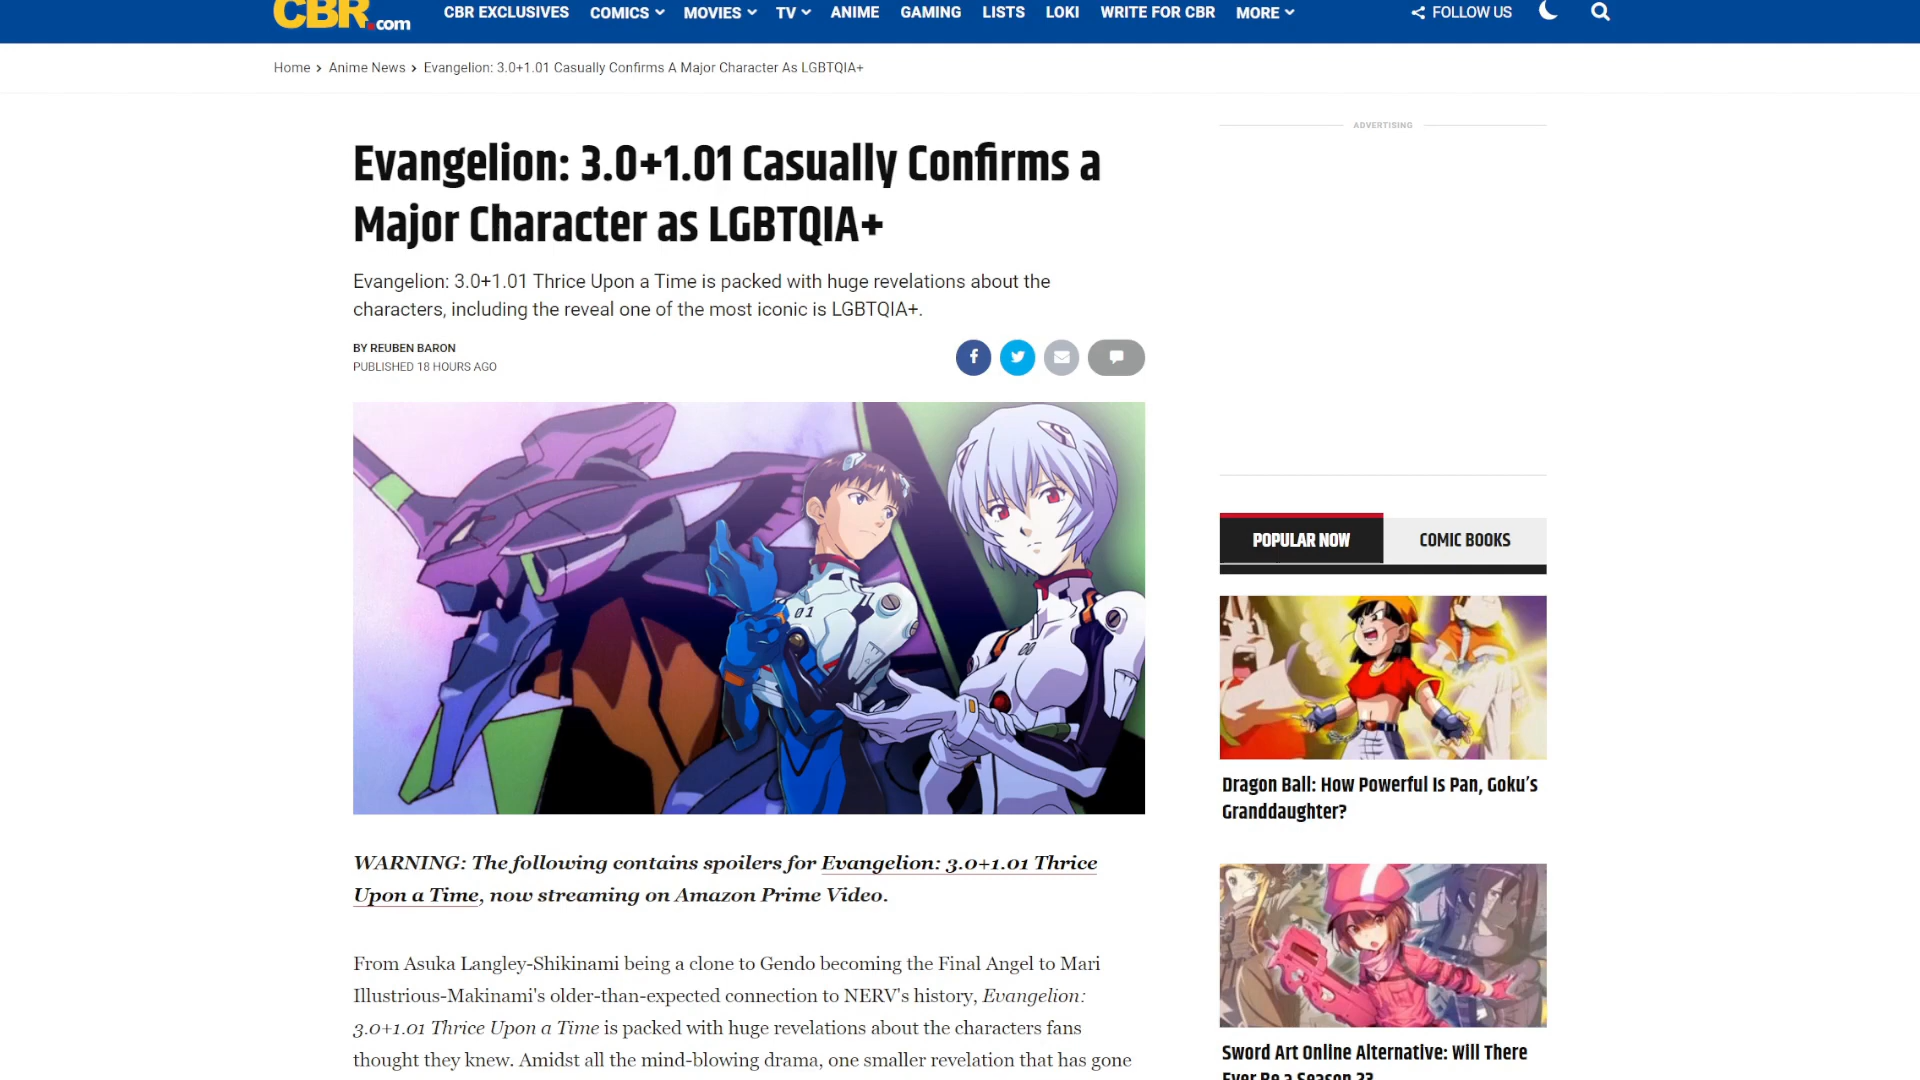 CBR.com CBR EXCLUSIVES COMICS MOVIES TV ANIME GAMING LISTS LOKI WRITE FOR CBR MORE FOLLOW US
Home > Anime News > Evangelion: 3.0+1.01 Casually Confirms A Major Character As LGBTQIA+
Evangelion: 3.0+1.01 Casually Confirms a
Major Character as LGBTQIA+
Evangelion: 3.0+1.01 Thrice Upon a Time is packed with huge revelations about the
characters, including the reveal one of the most iconic is LGBTQIA+.
BY REUBEN BARON
PUBLISHED 18 HOURS AGO
01
00
WARNING: The following contains spoilers for Evangelion: 3.0+1.01 Thrice
Upon a Time, now streaming on Amazon Prime Video.
From Asuka Langley-Shikinami being a clone to Gendo becoming the Final Angel to Mari
Illustrious-Makinami's older-than-expected connection to NERV's history, Evangelion:
3.0+1.01 Thrice Upon a Time is packed with huge revelations about the characters fans
thought they knew. Amidst all the mind-blowing drama, one smaller revelation that has gone
ADVERTISING
POPULAR NOW COMIC BOOKS
Dragon Ball: How Powerful Is Pan, Goku's
Granddaughter?
Sword Art Online Alternative: Will There
Ever Be a Season 2?